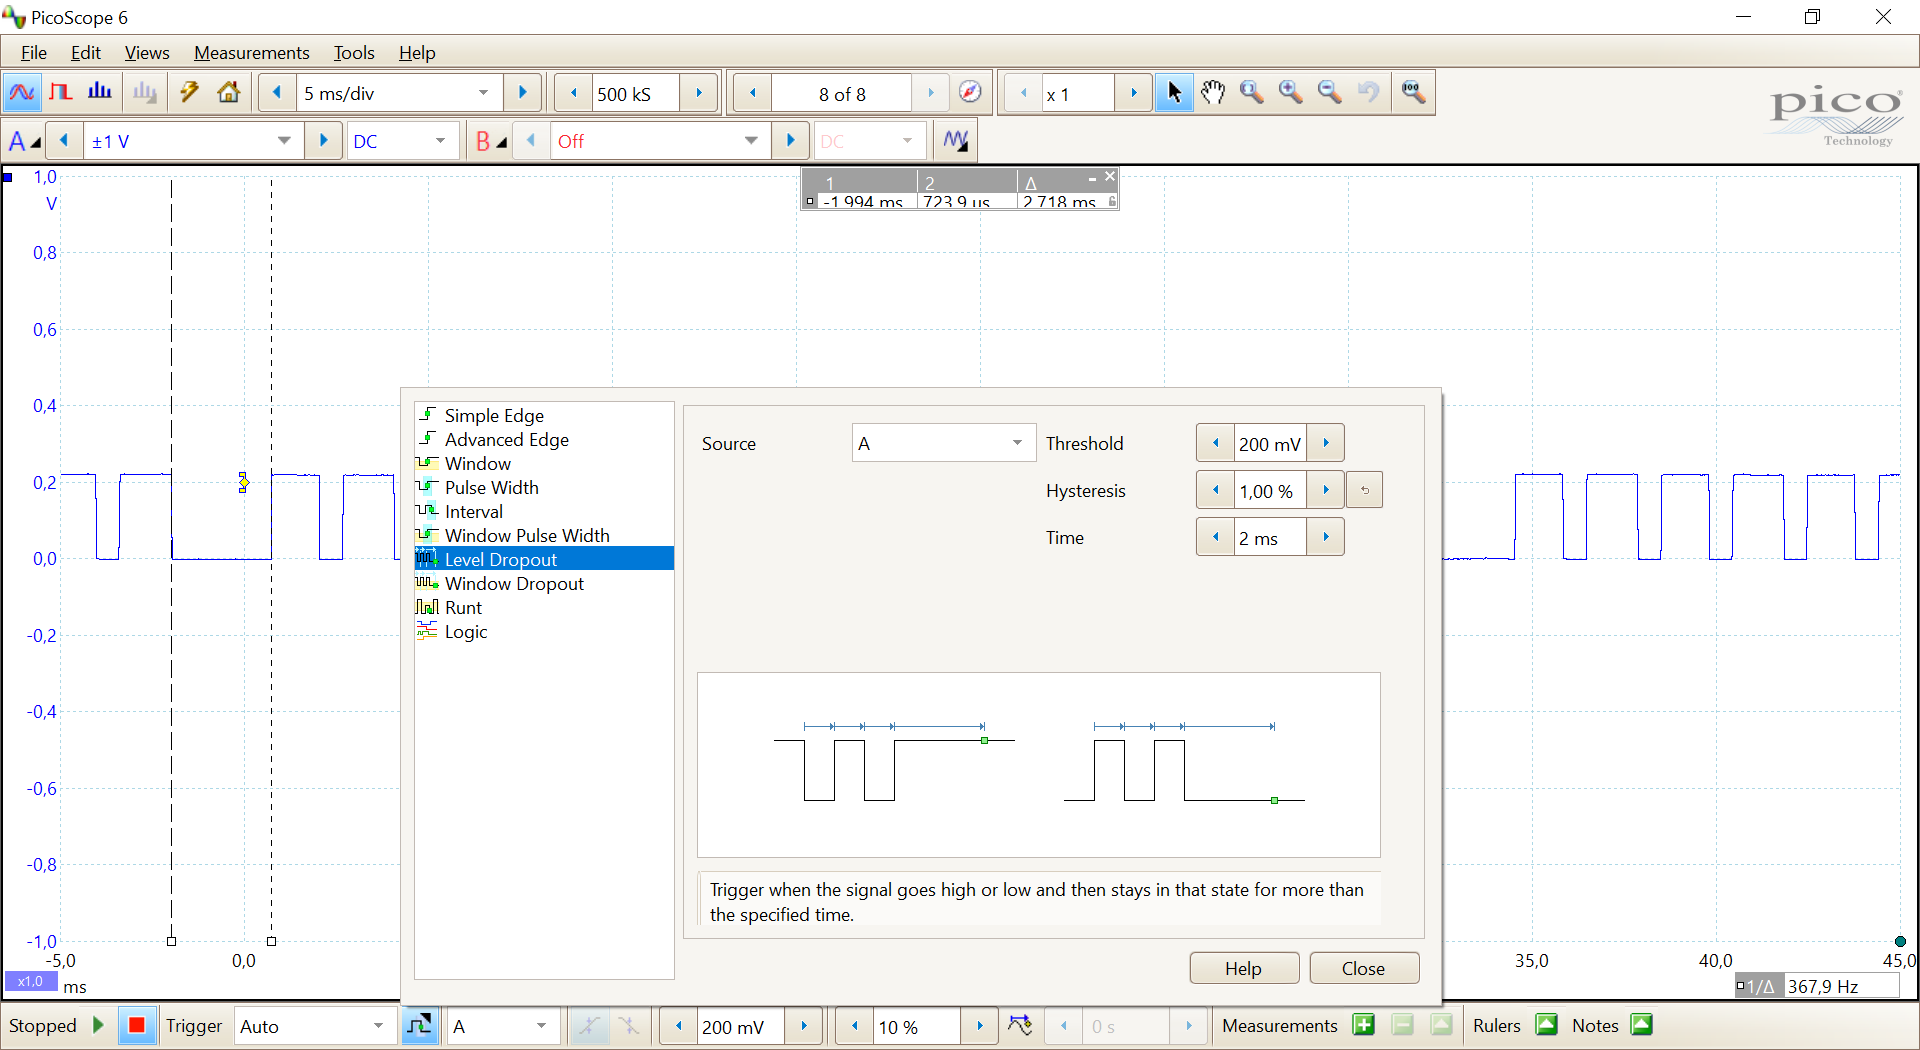 PicoScope 6
File Edit Views Measurements Tools Help
5 ms/div 500 kS 8 of 8 x 1 100
pico
Technology
A ±1 V DC B Off DC
1 2 Δ
-1,994 ms 723,9 µs 2,718 ms
1,0
V
0,8
0,6
0,4
0,2
0,0
-0,2
-0,4
-0,6
-0,8
-1,0
Simple Edge
Advanced Edge
Window
Pulse Width
Interval
Window Pulse Width
Level Dropout
Window Dropout
Runt
Logic
Source A Threshold 200 mV
Hysteresis 1,00 %
Time 2 ms
Trigger when the signal goes high or low and then stays in that state for more than
the specified time.
Help Close
-5,0 0,0 35,0 40,0 45,0
x1,0 ms
1/Δ 367,9 Hz
Stopped Trigger Auto A 200 mV 10 % 0 s Measurements Rulers Notes